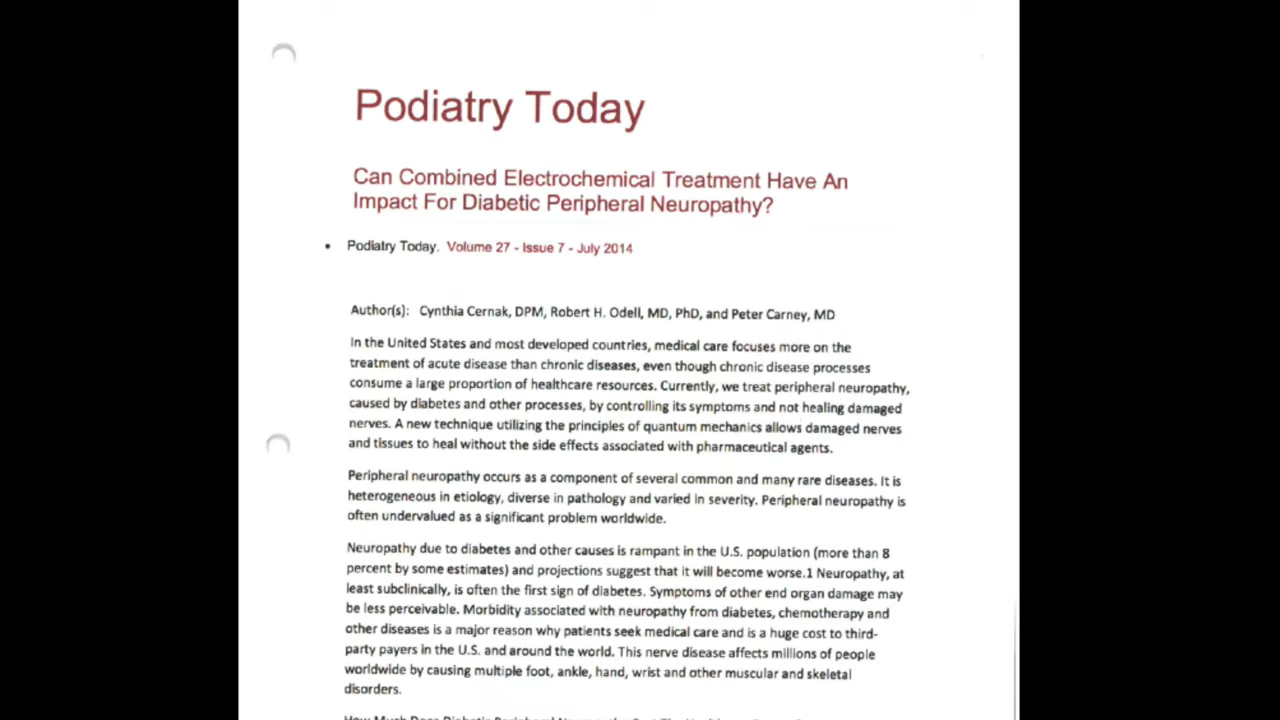 Podiatry Today
Can Combined Electrochemical Treatment Have An
Impact For Diabetic Peripheral Neuropathy?
• Podiatry Today. Volume 27 - Issue 7 - July 2014
Author(s): Cynthia Cernak, DPM, Robert H. Odell, MD, PhD, and Peter Carney, MD
In the United States and most developed countries, medical care focuses more on the
treatment of acute disease than chronic diseases, even though chronic disease processes
consume a large proportion of healthcare resources. Currently, we treat peripheral neuropathy,
caused by diabetes and other processes, by controlling its symptoms and not healing damaged
nerves. A new technique utilizing the principles of quantum mechanics allows damaged nerves
and tissues to heal without the side effects associated with pharmaceutical agents.
Peripheral neuropathy occurs as a component of several common and many rare diseases. It is
heterogeneous in etiology, diverse in pathology and varied in severity. Peripheral neuropathy is
often undervalued as a significant problem worldwide.
Neuropathy due to diabetes and other causes is rampant in the U.S. population (more than 8
percent by some estimates) and projections suggest that it will become worse.1 Neuropathy, at
least subclinically, is often the first sign of diabetes. Symptoms of other end organ damage may
be less perceivable. Morbidity associated with neuropathy from diabetes, chemotherapy and
other diseases is a major reason why patients seek medical care and is a huge cost to third-
party payers in the U.S. and around the world. This nerve disease affects millions of people
worldwide by causing multiple foot, ankle, hand, wrist and other muscular and skeletal
disorders.